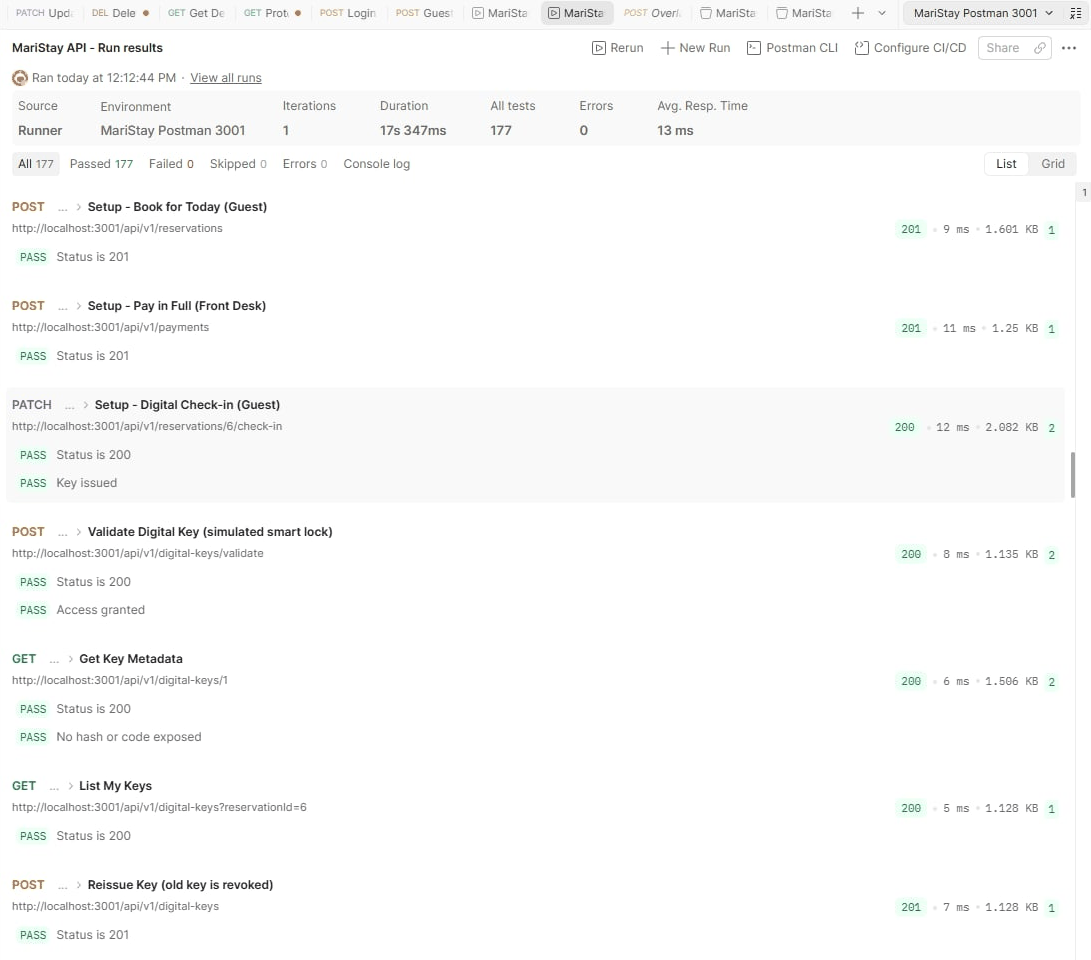 PATCH Upda DEL Dele GET Get De GET Prot POST Login POST Gues MariSta MariSta POST Overl MariSta MariSta MariStay Postman 3001
MariStay API - Run results Rerun New Run Postman CLI Configure CI/CD Share
Ran today at 12:12:44 PM · View all runs
Source Environment Iterations Duration All tests Errors Avg. Resp. Time
Runner MariStay Postman 3001 1 17s 347ms 177 0 13 ms
All 177 Passed 177 Failed 0 Skipped 0 Errors 0 Console log List Grid
1
POST ... > Setup - Book for Today (Guest)
http://localhost:3001/api/v1/reservations 201 • 9 ms • 1.601 KB 1
PASS Status is 201
POST ... > Setup - Pay in Full (Front Desk)
http://localhost:3001/api/v1/payments 201 • 11 ms • 1.25 KB 1
PASS Status is 201
PATCH ... > Setup - Digital Check-in (Guest)
http://localhost:3001/api/v1/reservations/6/check-in 200 • 12 ms • 2.082 KB 2
PASS Status is 200
PASS Key issued
POST ... > Validate Digital Key (simulated smart lock)
http://localhost:3001/api/v1/digital-keys/validate 200 • 8 ms • 1.135 KB 2
PASS Status is 200
PASS Access granted
GET ... > Get Key Metadata
http://localhost:3001/api/v1/digital-keys/1 200 • 6 ms • 1.506 KB 2
PASS Status is 200
PASS No hash or code exposed
GET ... > List My Keys
http://localhost:3001/api/v1/digital-keys?reservationId=6 200 • 5 ms • 1.128 KB 1
PASS Status is 200
POST ... > Reissue Key (old key is revoked)
http://localhost:3001/api/v1/digital-keys 201 • 7 ms • 1.128 KB 1
PASS Status is 201